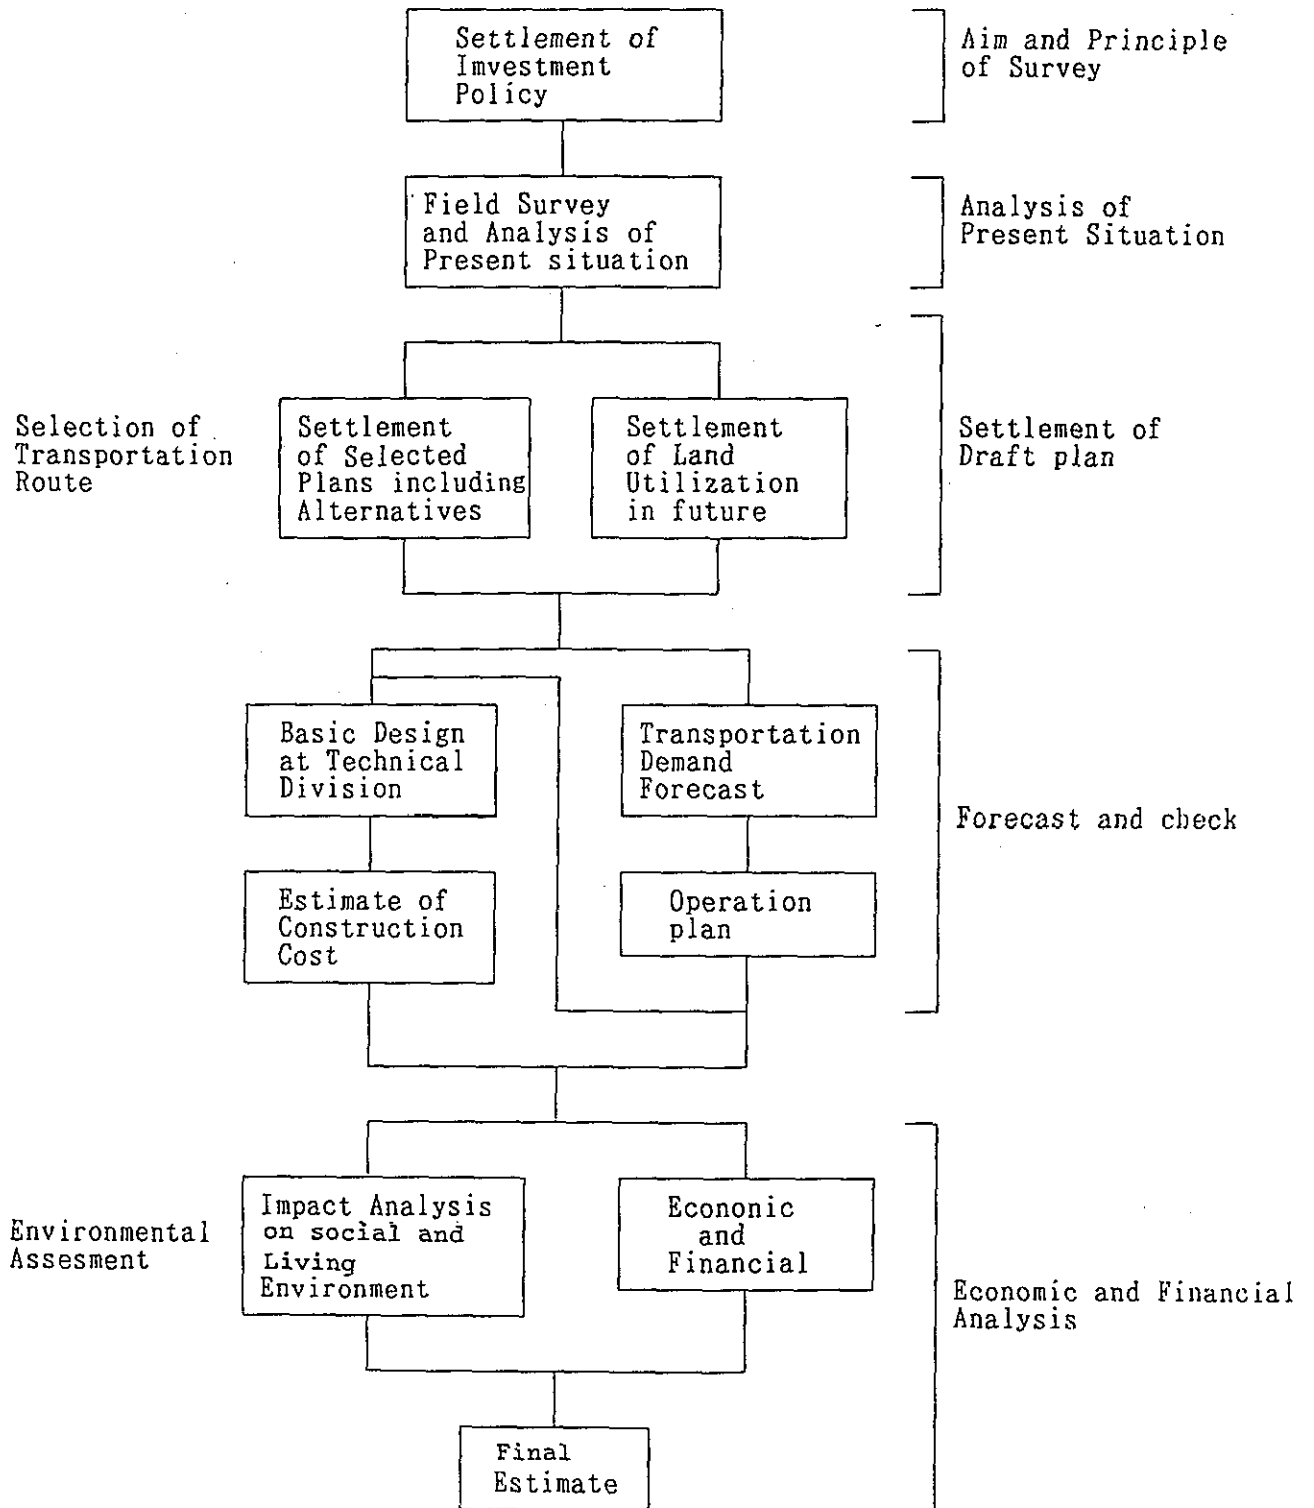 Settlement of
Imvestment
Policy
Aim and Principle
of Survey
Field Survey
and Analysis of
Present situation
Analysis of
Present Situation
Selection of
Transportation
Route
Settlement
of Selected
Plans including
Alternatives
Settlement
of Land
Utilization
in future
Settlement of
Draft plan
Basic Design
at Technical
Division
Transportation
Demand
Forecast
Forecast and check
Estimate of
Construction
Cost
Operation
plan
Environmental
Assesment
Impact Analysis
on social and
Living
Environment
Econonic
and
Financial
Economic and Financial
Analysis
Final
Estimate